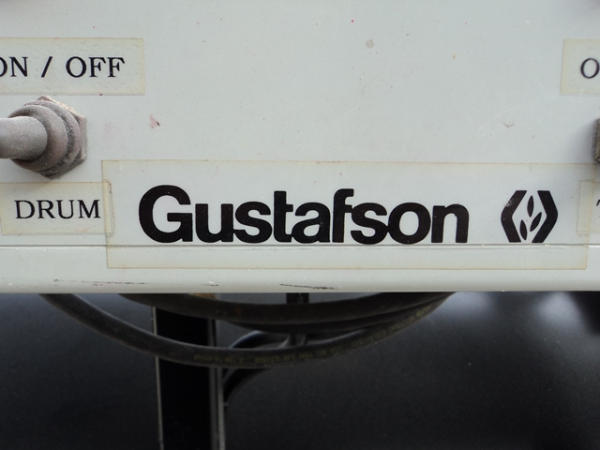 ON / OFF
O
DRUM
Gustafson